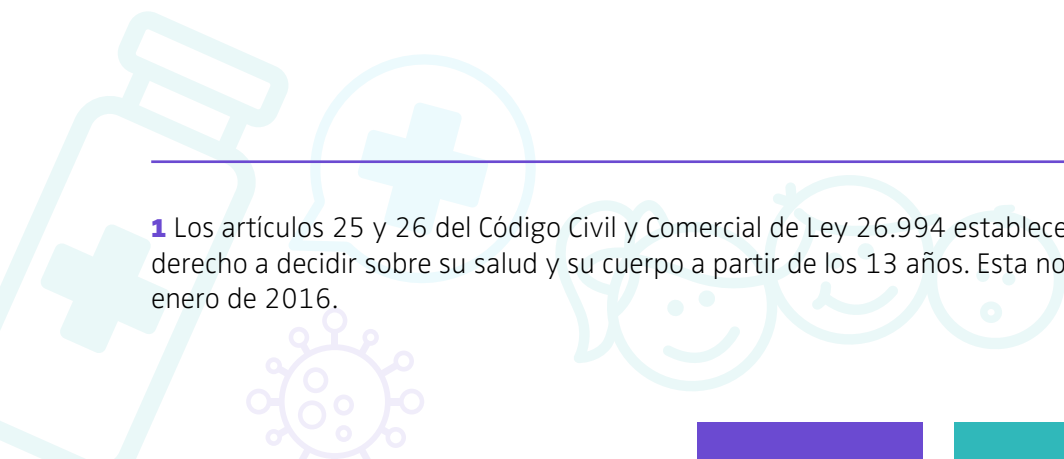 1 Los artículos 25 y 26 del Código Civil y Comercial de Ley 26.994 establece
derecho a decidir sobre su salud y su cuerpo a partir de los 13 años. Esta no
enero de 2016.